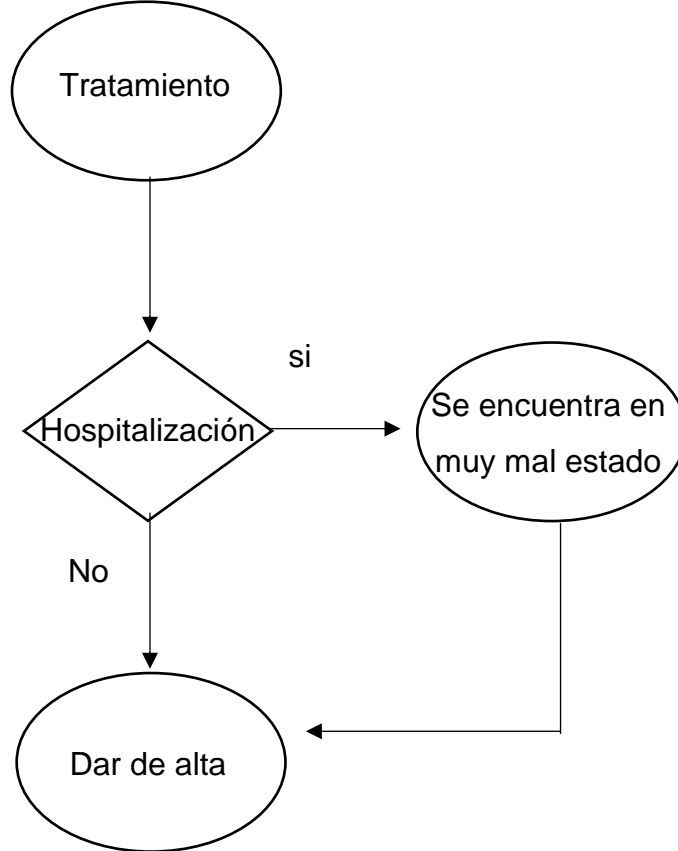 Tratamiento
si
Hospitalización
Se encuentra en
muy mal estado
No
Dar de alta